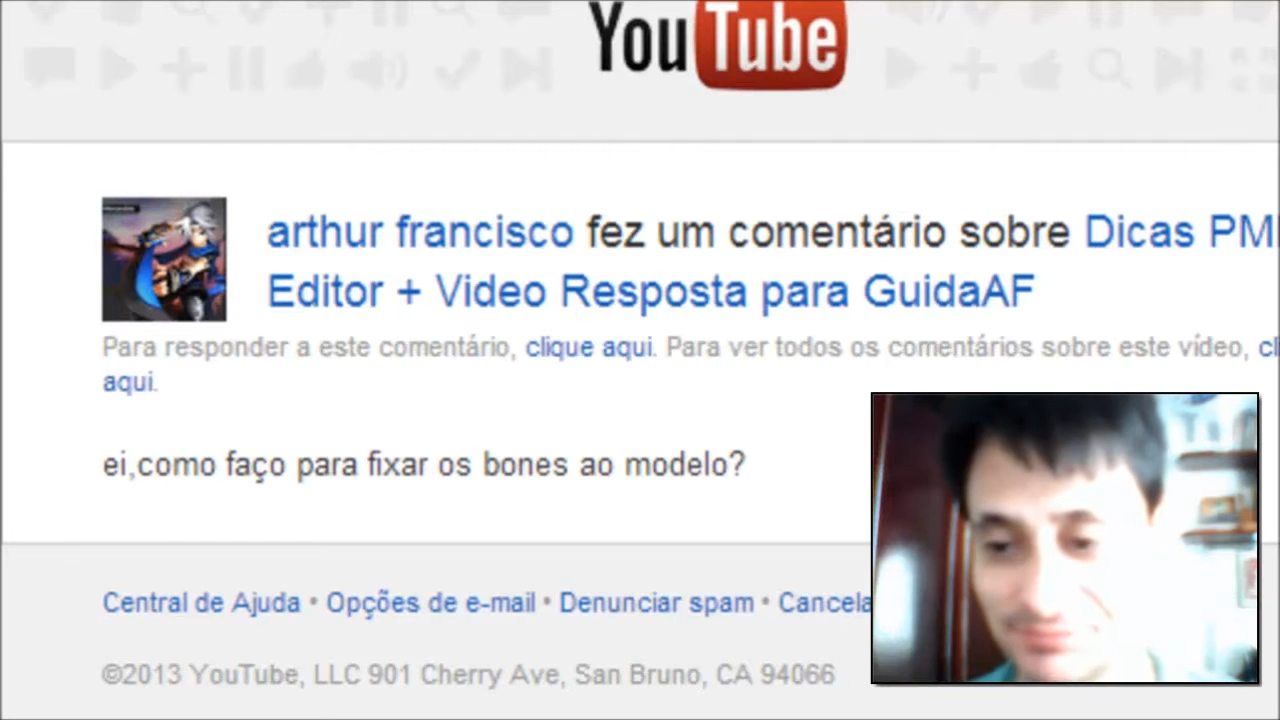 YouTube
arthur francisco fez um comentário sobre Dicas PM
Editor + Video Resposta para GuidaAF
Para responder a este comentário, clique aqui. Para ver todos os comentários sobre este vídeo, cl
aqui.
ei,como faço para fixar os bones ao modelo?
Central de Ajuda • Opções de e-mail • Denunciar spam • Cancela
©2013 YouTube, LLC 901 Cherry Ave, San Bruno, CA 94066